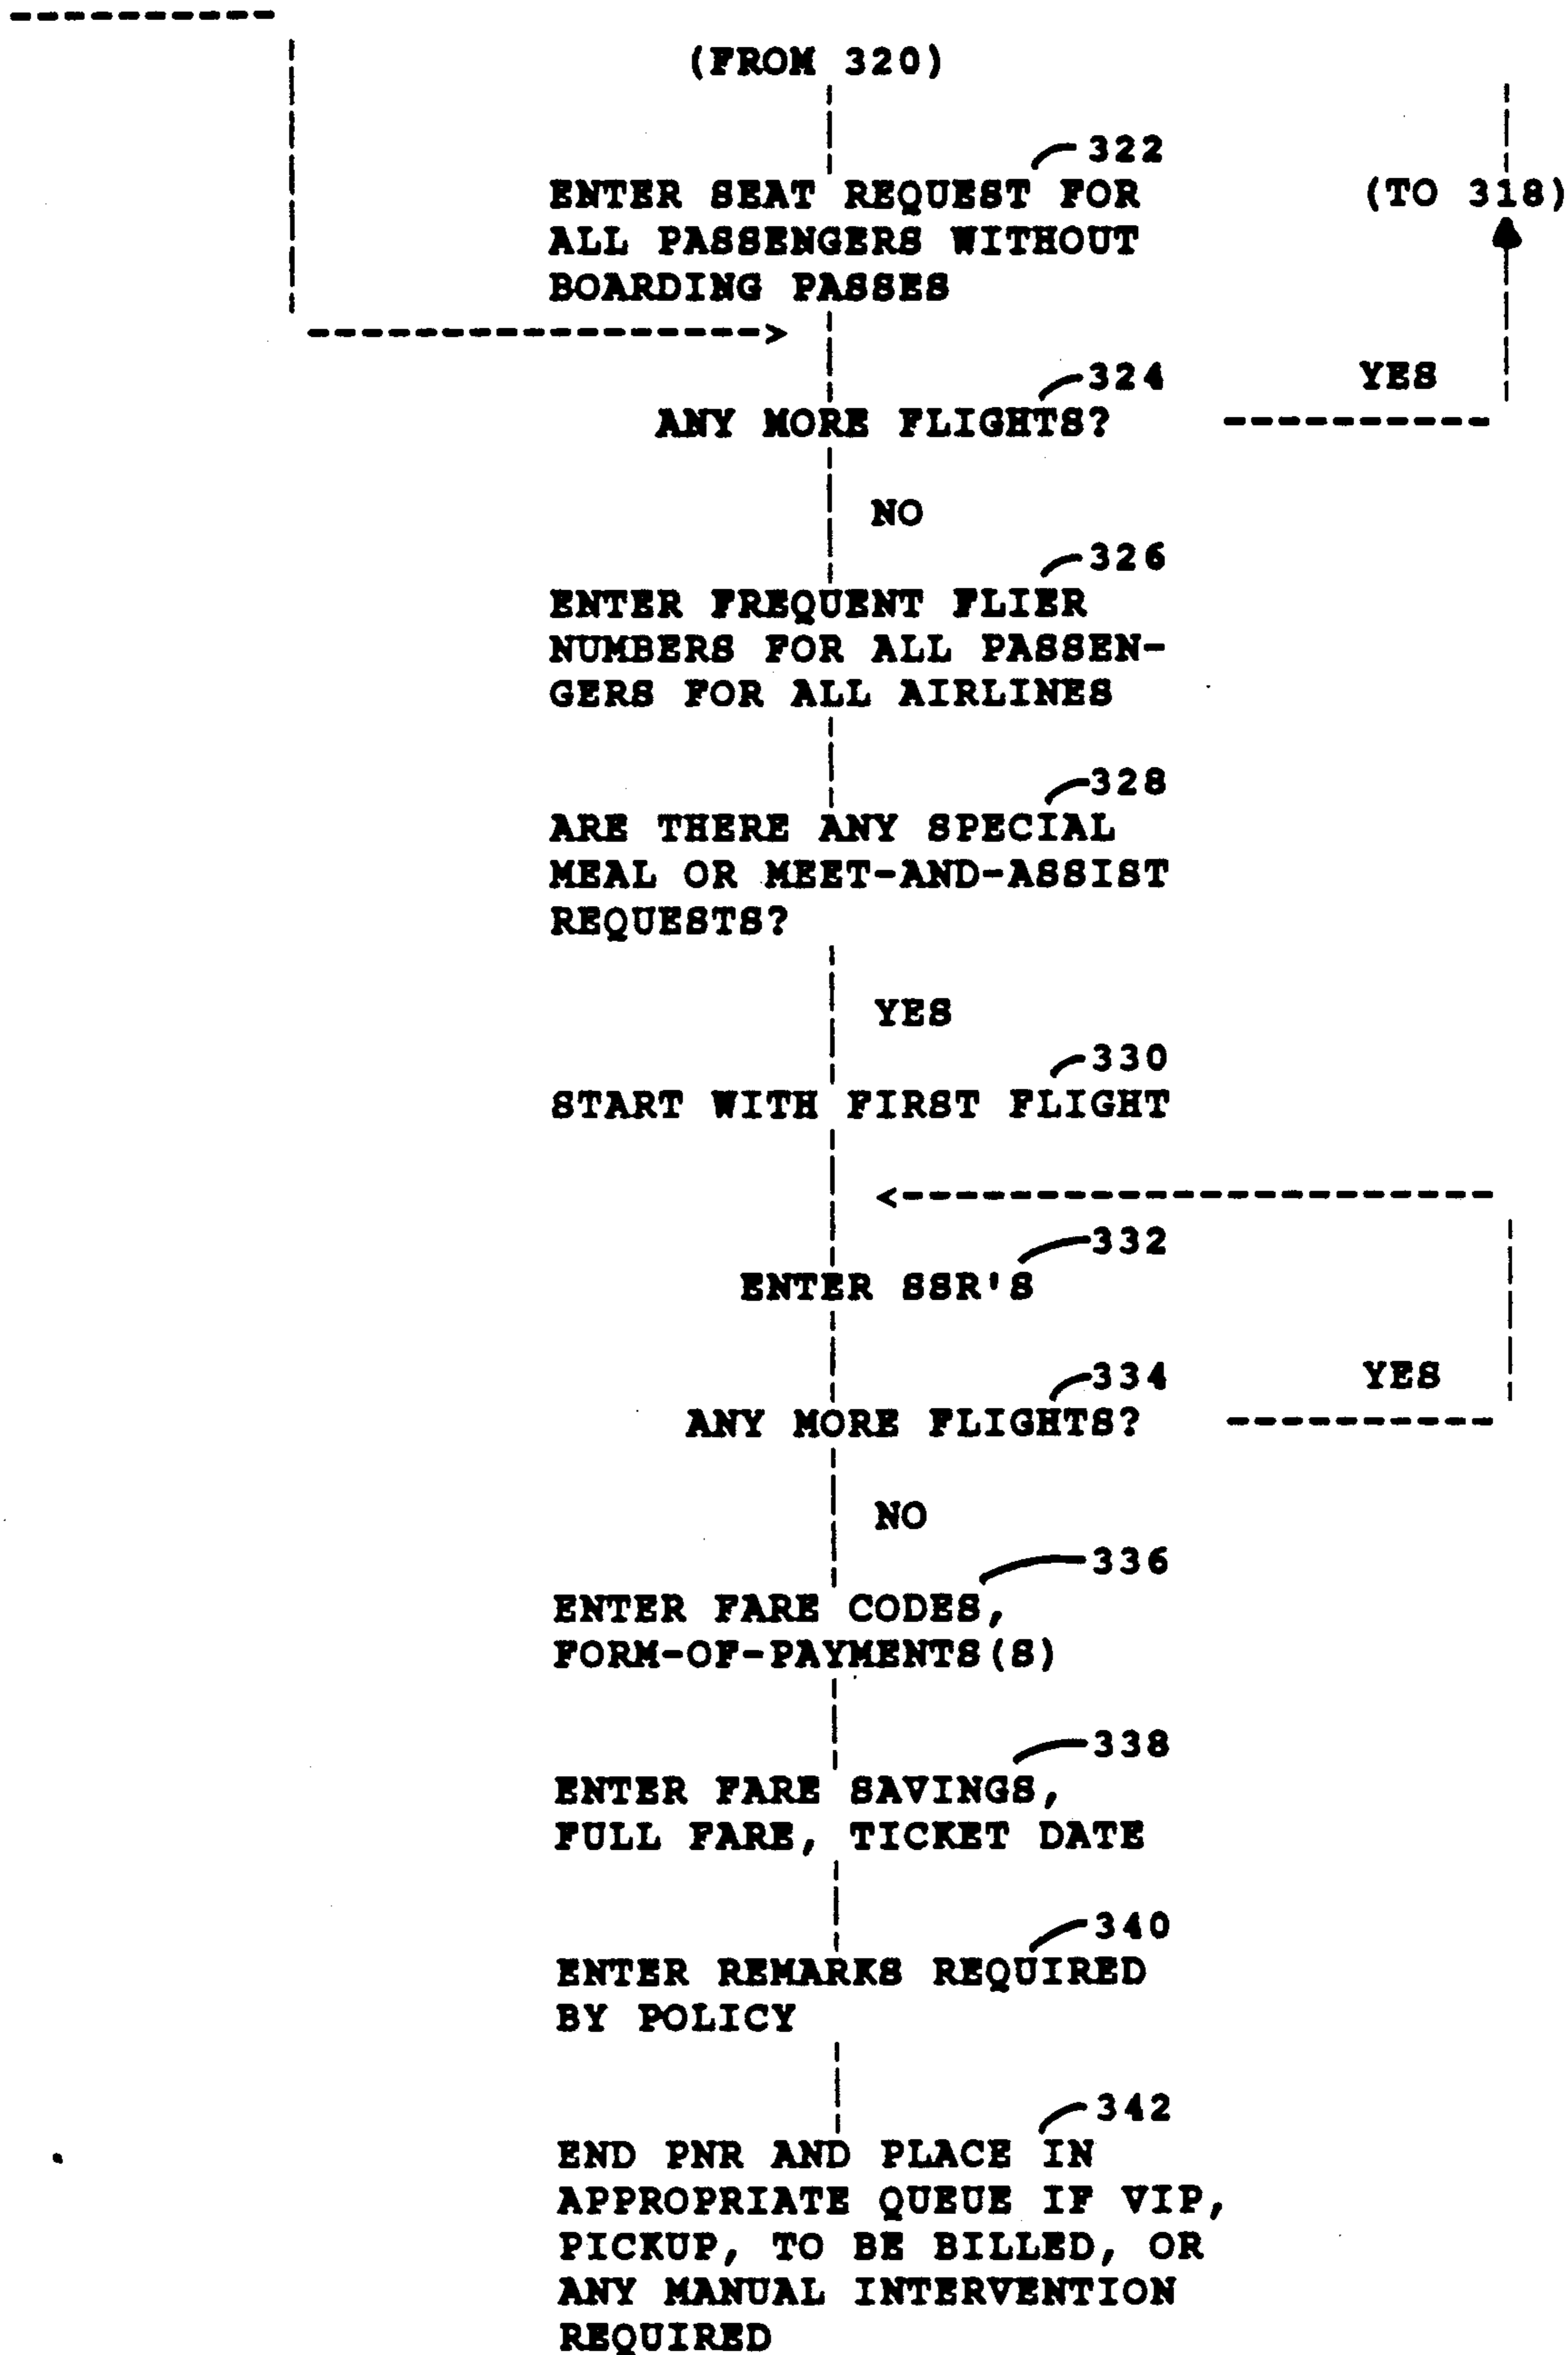 (FROM 320)
322
ENTER SEAT REQUEST FOR
ALL PASSENGERS WITHOUT
BOARDING PASSES
(TO 318)
324
YES
ANY MORE FLIGHTS?
NO
326
ENTER FREQUENT FLIER
NUMBERS FOR ALL PASSEN-
GERS FOR ALL AIRLINES
328
ARE THERE ANY SPECIAL
MEAL OR MEET-AND-ASSIST
REQUESTS?
YES
330
START WITH FIRST FLIGHT
332
ENTER SSR'S
334
YES
ANY MORE FLIGHTS?
NO
336
ENTER FARE CODES,
FORM-OF-PAYMENTS(S)
338
ENTER FARE SAVINGS,
FULL FARE, TICKET DATE
340
ENTER REMARKS REQUIRED
BY POLICY
342
END PNR AND PLACE IN
APPROPRIATE QUEUE IF VIP,
PICKUP, TO BE BILLED, OR
ANY MANUAL INTERVENTION
REQUIRED